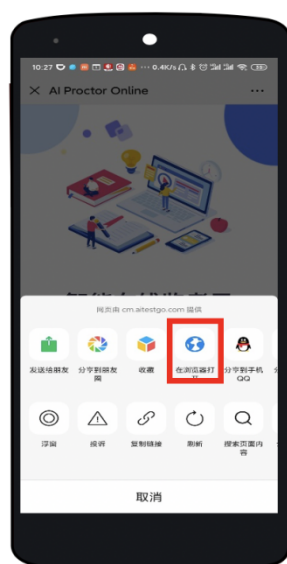 10:27
0.4K/s
AI Proctor Online
网页由 cm.aitestgo.com 提供
发送给朋友
分享到朋友圈
收藏
在浏览器打开
分享到手机QQ
浮窗
投诉
复制链接
刷新
搜索页面内容
取消